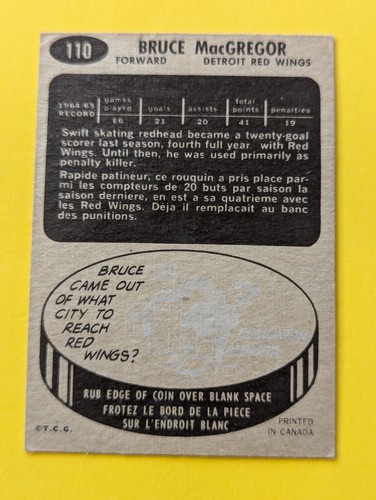 110
BRUCE MacGREGOR
FORWARD DETROIT RED WINGS
1964-65 games goals assists total penalties
RECORD played points
66 21 20 41 19
Swift skating redhead became a twenty-goal
scorer last season, fourth full year with Red
Wings. Until then, he was used primarily as
penalty killer.
Rapide patineur, ce rouquin a pris place par-
mi les compteurs de 20 buts par saison la
saison derniere, en est a sa quatrieme avec
les Red Wings. Déja il remplacait au banc
des punitions.
BRUCE
CAME OUT
OF WHAT
CITY TO
REACH
RED
WINGS?
RUB EDGE OF COIN OVER BLANK SPACE
FROTEZ LE BORD DE LA PIECE
SUR L'ENDROIT BLANC
©T.C.G.
PRINTED
IN CANADA